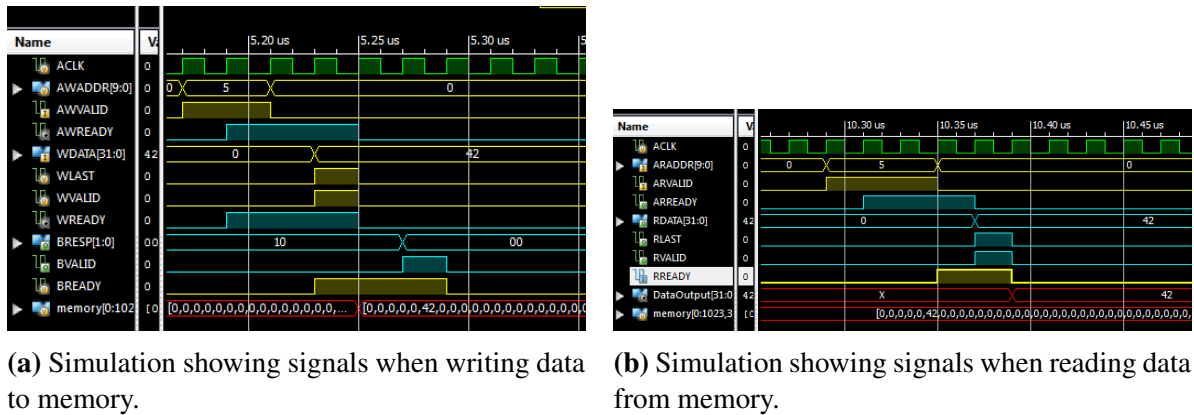 Name
V
5.20 us
5.25 us
5.30 us
5
ACLK
0
AWADDR[9:0]
0
0
5
0
AWVALID
0
AWREADY
0
WDATA[31:0]
42
0
42
WLAST
0
WVALID
0
WREADY
0
BRESP[1:0]
00
10
00
BVALID
0
BREADY
0
memory[0:102
[0
[0,0,0,0,0,0,0,0,0,0,0,0,0,0,0,...
[0,0,0,0,0,42,0,0,0,0,0,0,0,0,0,0,0,0,0,0,
Name
V
10.30 us
10.35 us
10.40 us
10.45 us
ACLK
0
ARADDR[9:0]
0
0
5
0
ARVALID
0
ARREADY
0
RDATA[31:0]
42
0
42
RLAST
0
RVALID
0
RREADY
0
DataOutput[31:0
42
X
42
memory[0:1023,3
[0
[0,0,0,0,0,42,0,0,0,0,0,0,0,0,0,0,0,0,0,0,0,0,0,0,0,0,0,
(a) Simulation showing signals when writing data
to memory.
(b) Simulation showing signals when reading data
from memory.